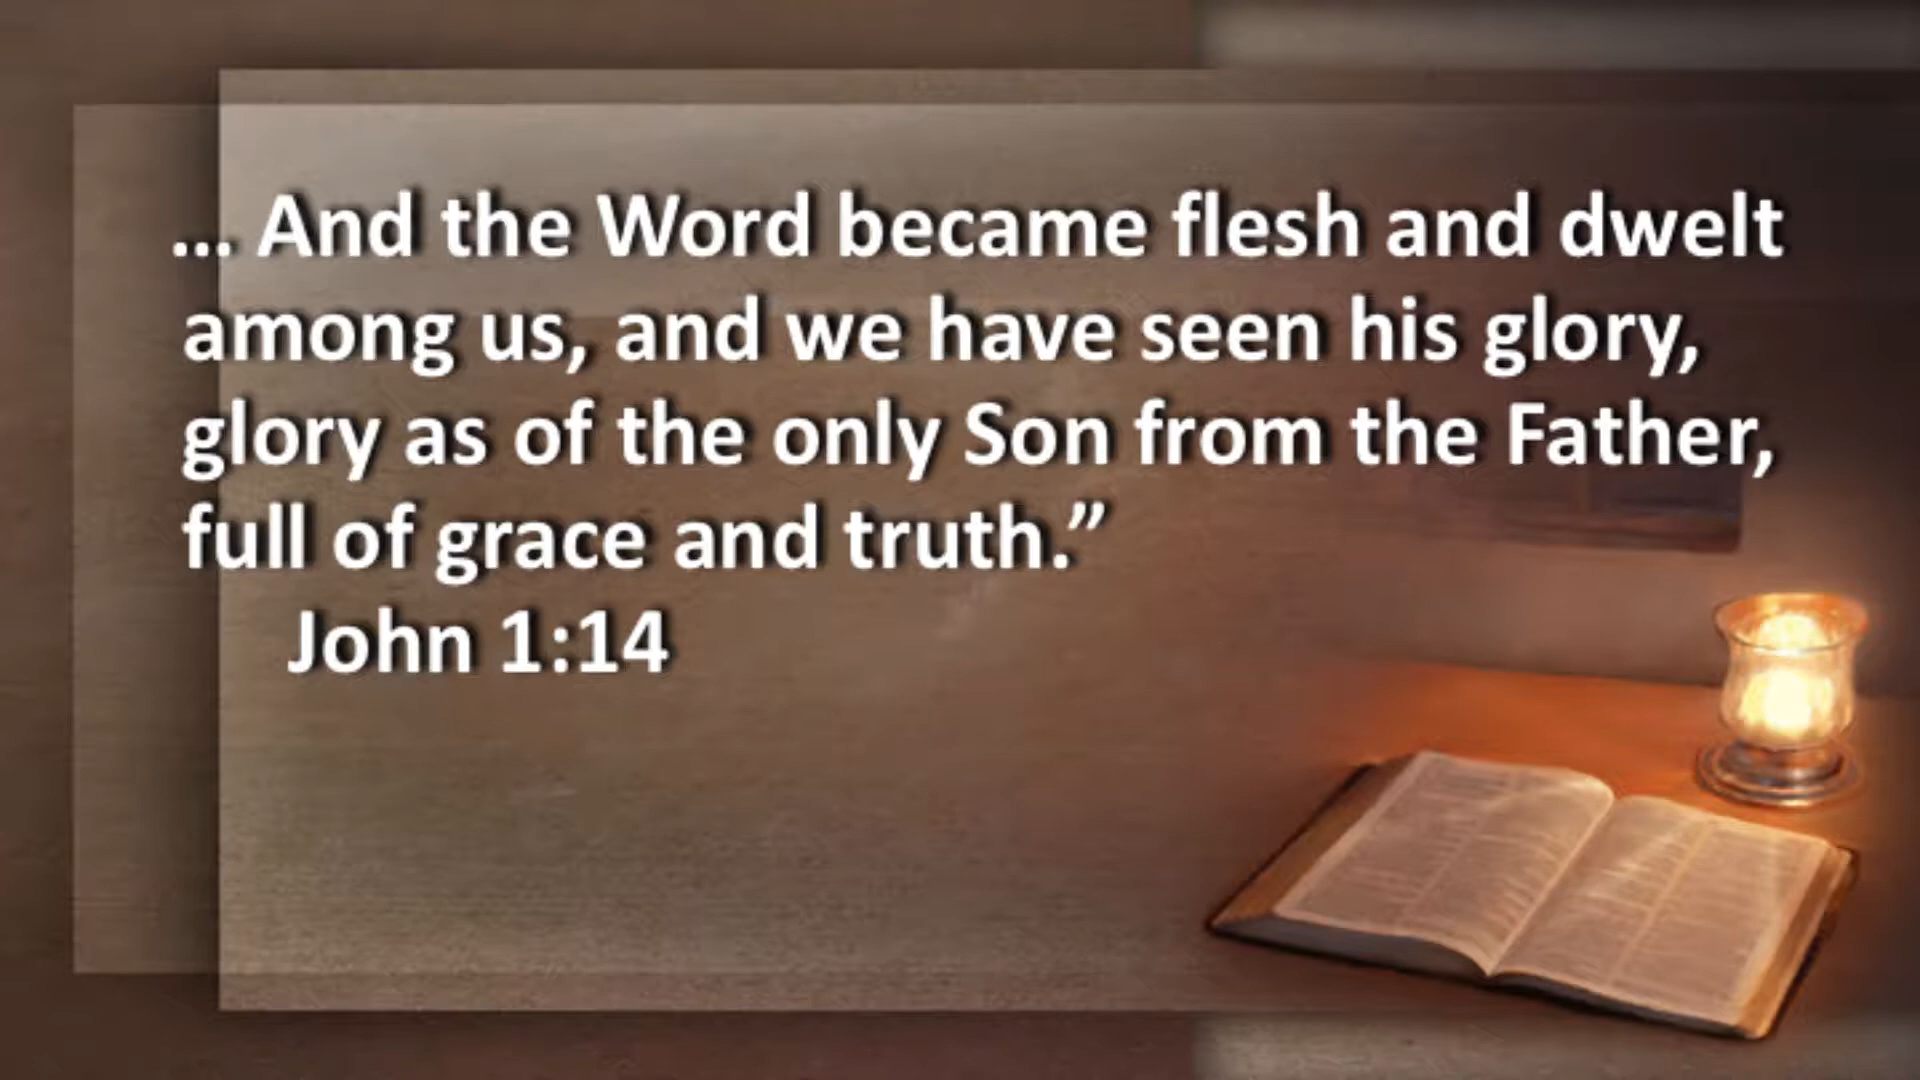 ... And the Word became flesh and dwelt
among us, and we have seen his glory,
glory as of the only Son from the Father,
full of grace and truth.”
John 1:14